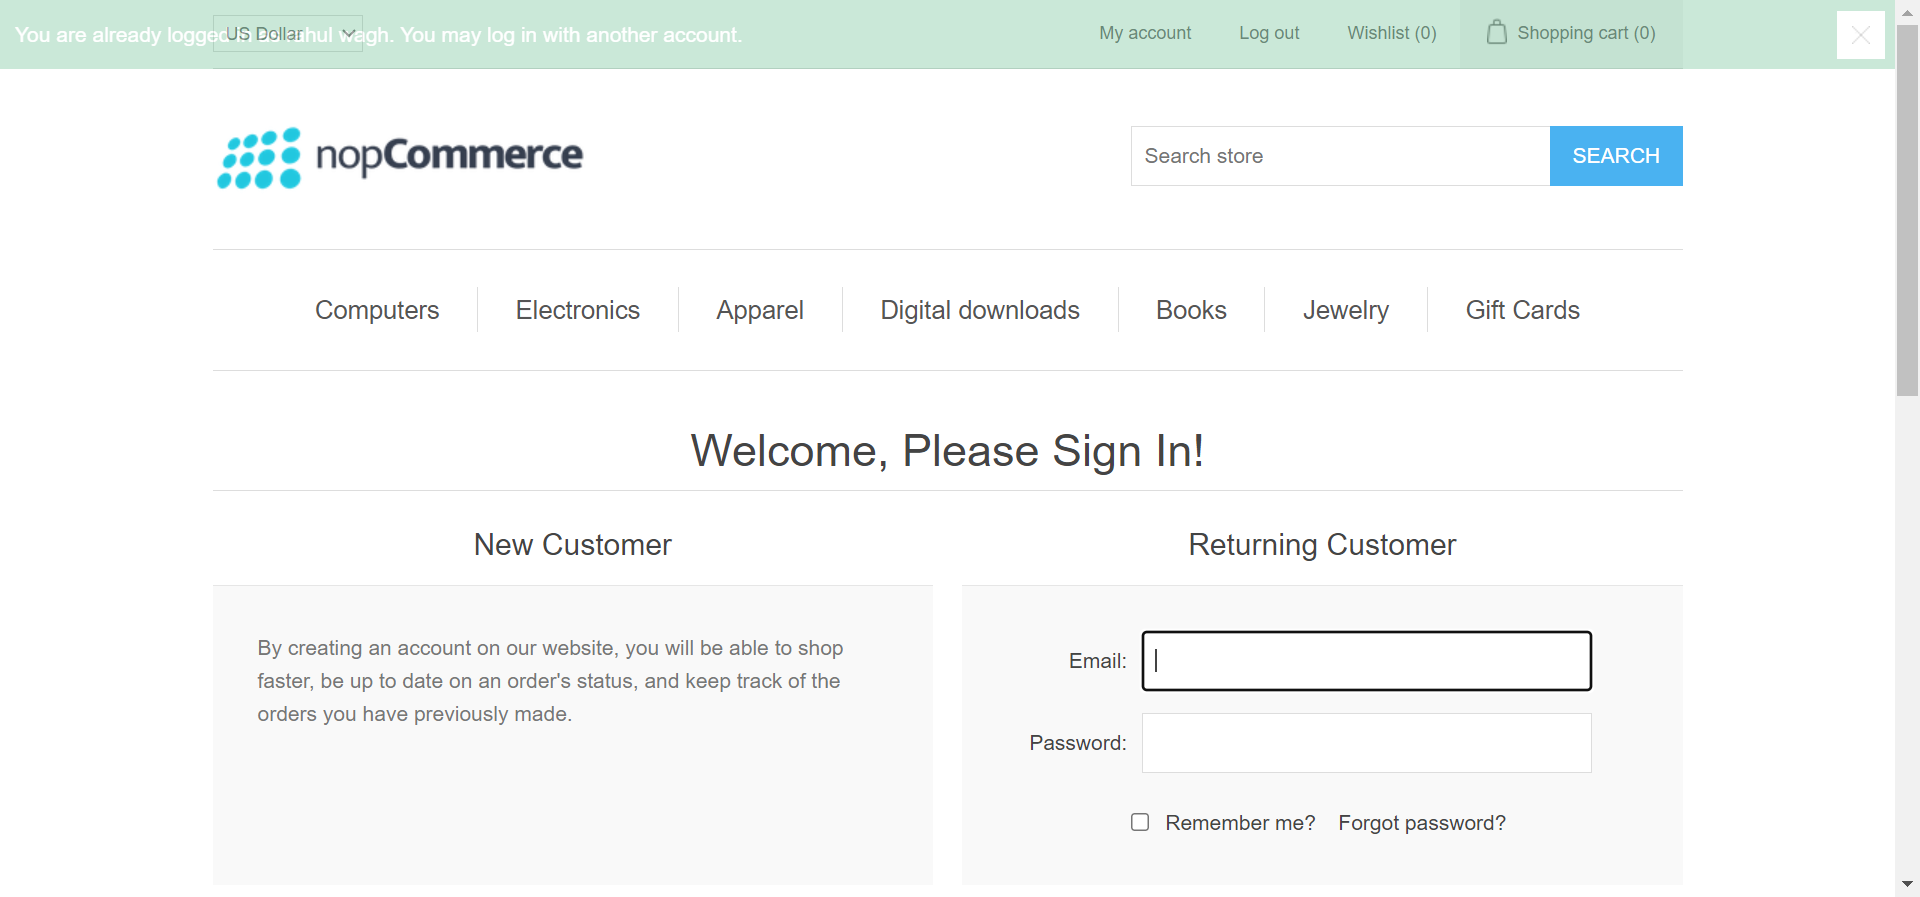 You are already logged in as rahul wagh. You may log in with another account.
US Dollar
My account
Log out
Wishlist (0)
Shopping cart (0)
nopCommerce
Search store
SEARCH
Computers
Electronics
Apparel
Digital downloads
Books
Jewelry
Gift Cards
Welcome, Please Sign In!
New Customer
By creating an account on our website, you will be able to shop
faster, be up to date on an order's status, and keep track of the
orders you have previously made.
Returning Customer
Email:
Password:
Remember me?
Forgot password?